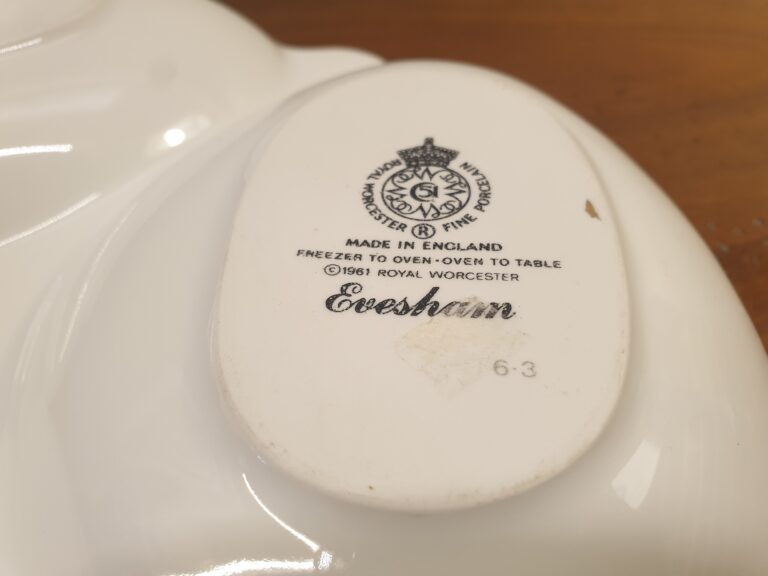 ROYAL WORCESTER
FINE PORCELAIN
51
®
MADE IN ENGLAND
FREEZER TO OVEN·OVEN TO TABLE
©1961 ROYAL WORCESTER
Evesham
6-3